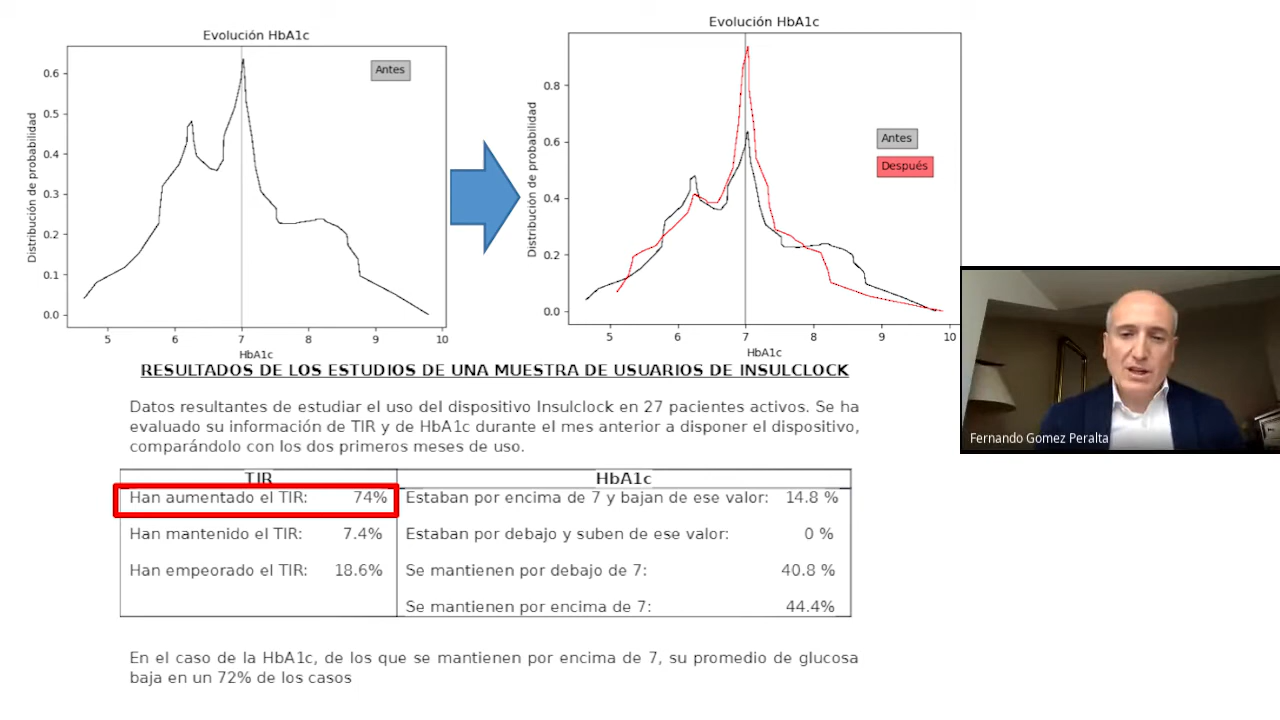 Evolución HbA1c
Antes
Distribución de probabilidad
0.6
0.5
0.4
0.3
0.2
0.1
0.0
5 6 7 8 9 10
HbA1c
Evolución HbA1c
Antes
Después
Distribución de probabilidad
0.8
0.6
0.4
0.2
0.0
5 6 7 8 9 10
HbA1c
RESULTADOS DE LOS ESTUDIOS DE UNA MUESTRA DE USUARIOS DE INSULCLOCK
Datos resultantes de estudiar el uso del dispositivo Insulclock en 27 pacientes activos. Se ha
evaluado su información de TIR y de HbA1c durante el mes anterior a disponer el dispositivo,
comparándolo con los dos primeros meses de uso.
TIR HbA1c
Han aumentado el TIR: 74% Estaban por encima de 7 y bajan de ese valor: 14.8 %
Han mantenido el TIR: 7.4% Estaban por debajo y suben de ese valor: 0 %
Han empeorado el TIR: 18.6% Se mantienen por debajo de 7: 40.8 %
Se mantienen por encima de 7: 44.4%
En el caso de la HbA1c, de los que se mantienen por encima de 7, su promedio de glucosa
baja en un 72% de los casos
Fernando Gomez Peralta